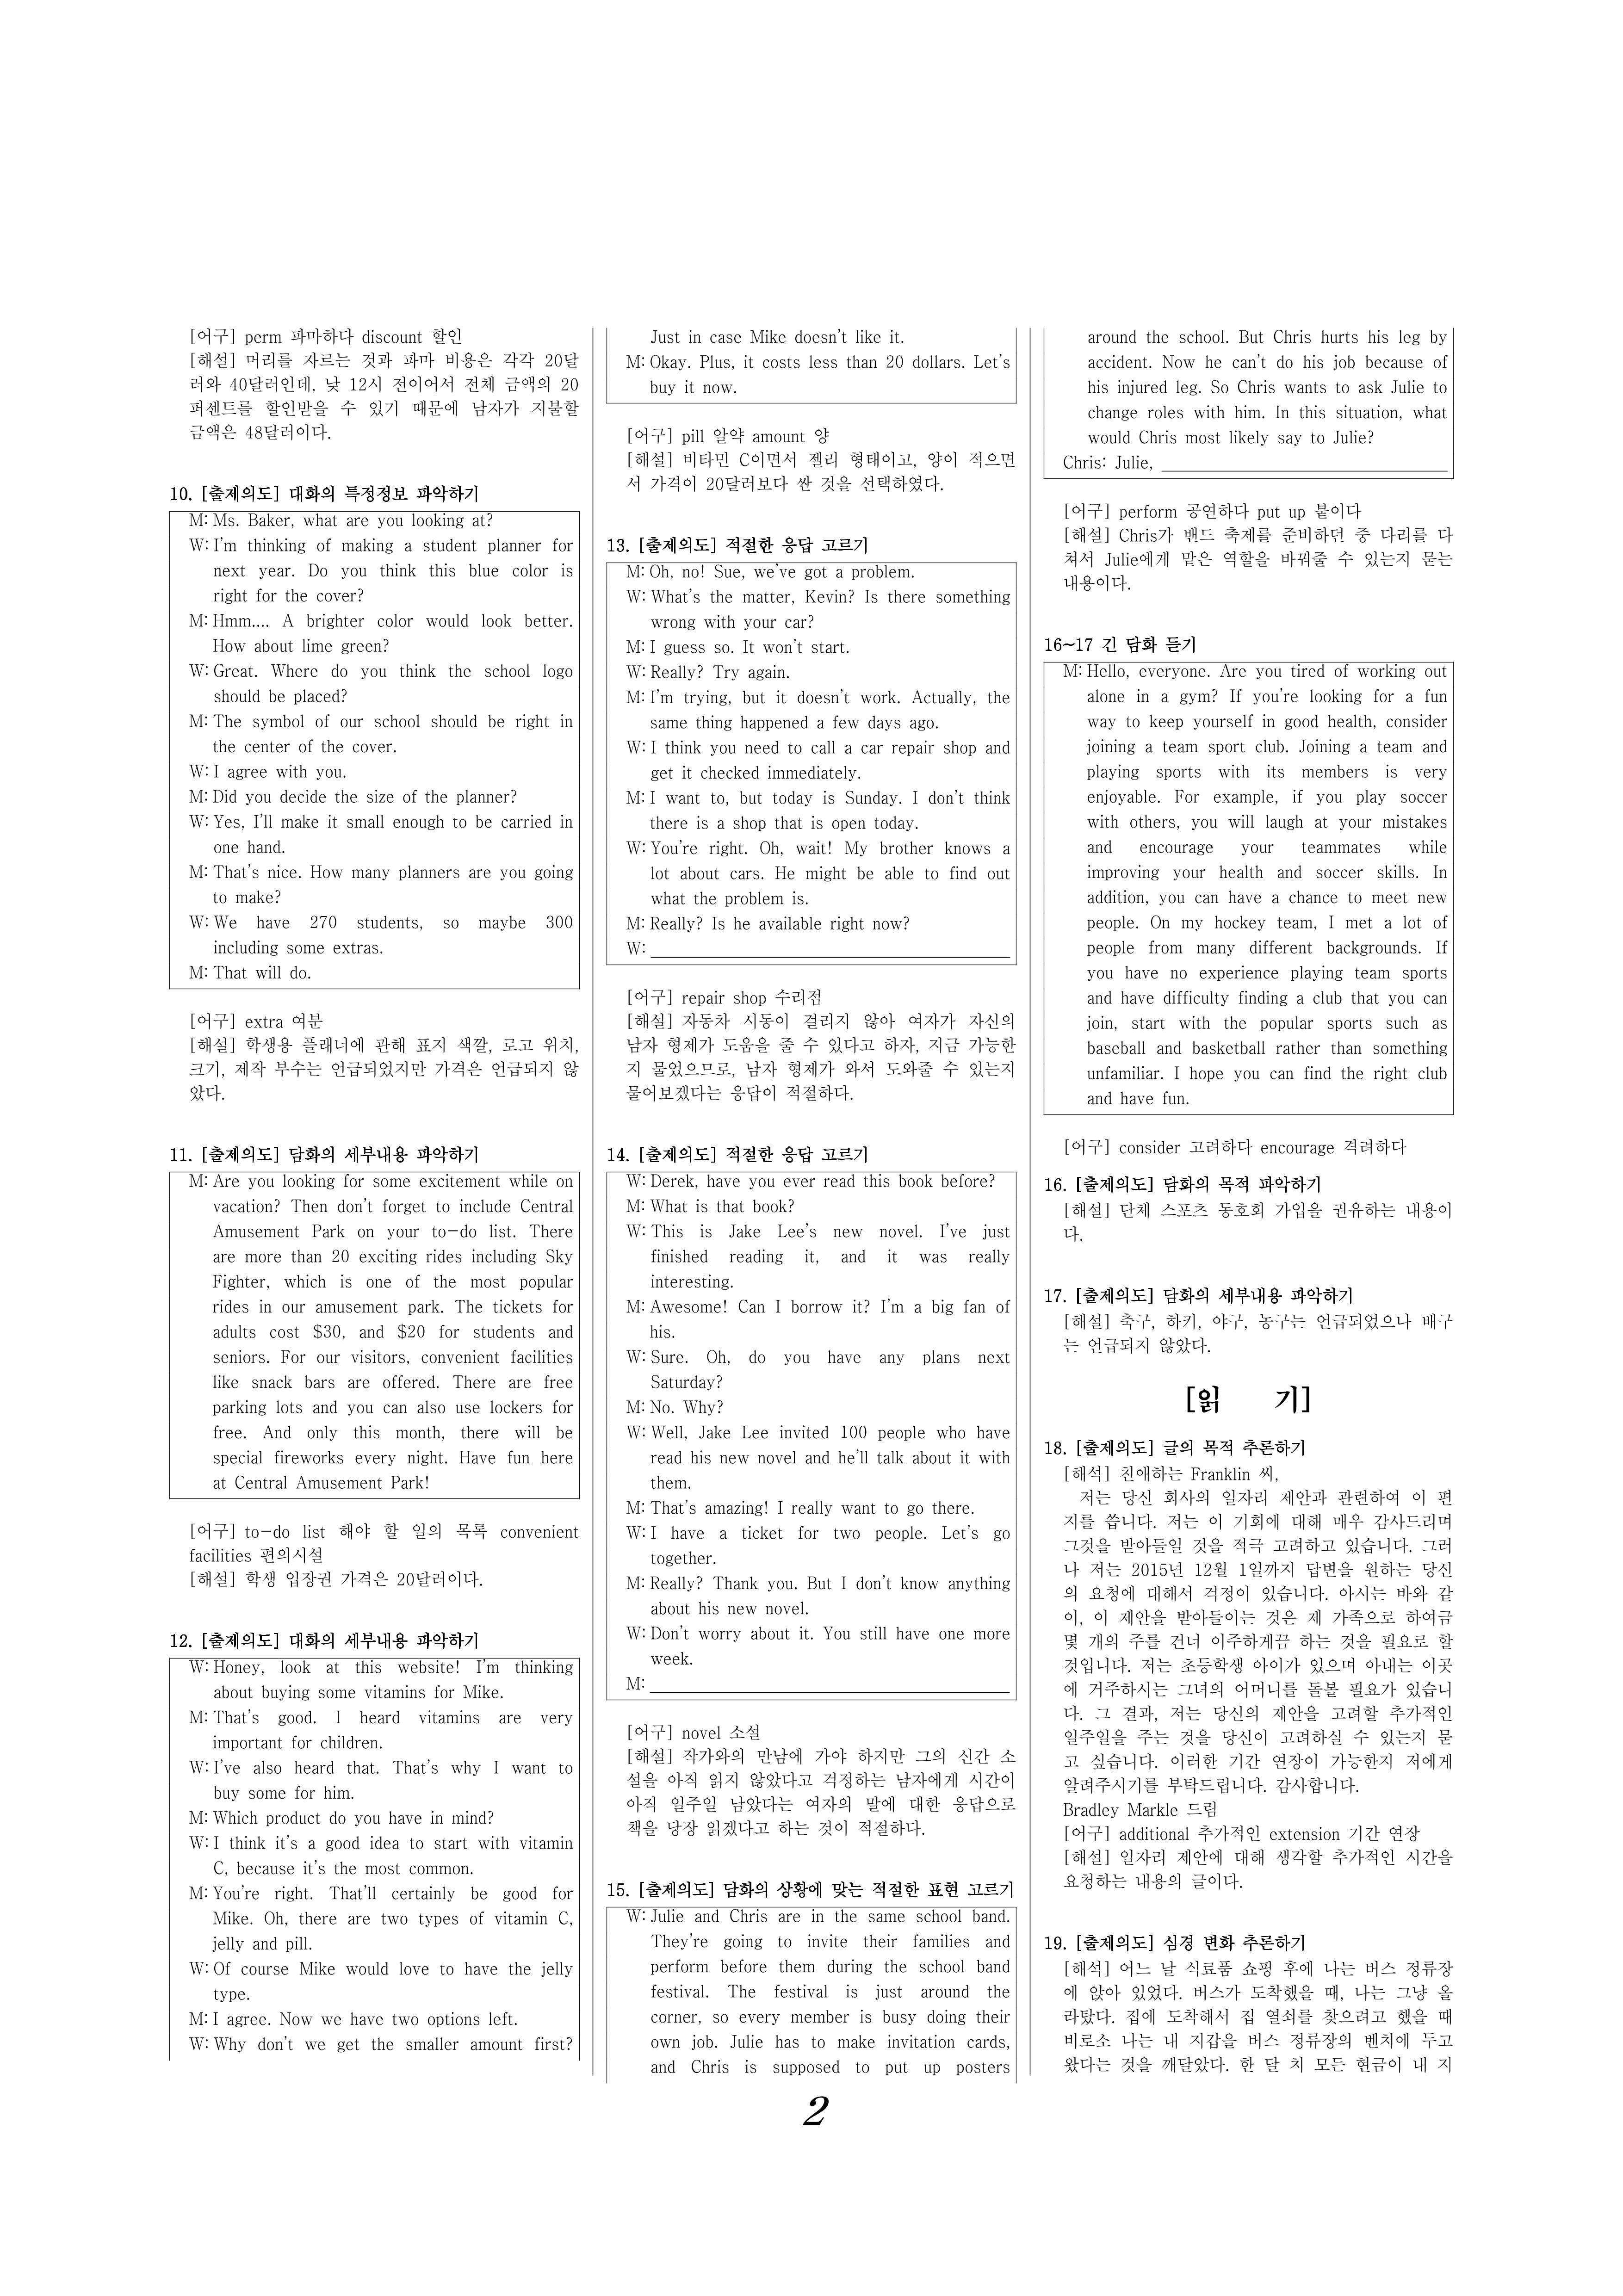 [어구] perm 파마하다 discount 할인
[해설] 머리를 자르는 것과 파마 비용은 각각 20달
러와 40달러인데, 낮 12시 전이어서 전체 금액의 20
퍼센트를 할인받을 수 있기 때문에 남자가 지불할
금액은 48달러이다.
10. [출제의도] 대화의 특정정보 파악하기
M: Ms. Baker, what are you looking at?
W: I'm thinking of making a student planner for
next year. Do you think this blue color is
right for the cover?
M: Hmm.... A brighter color would look better.
How about lime green?
W: Great. Where do you think the school logo
should be placed?
M: The symbol of our school should be right in
the center of the cover.
W: I agree with you.
M: Did you decide the size of the planner?
W: Yes, I'll make it small enough to be carried in
one hand.
M: That's nice. How many planners are you going
to make?
W: We have 270 students, so maybe 300
including some extras.
M: That will do.
[어구] extra 여분
[해설] 학생용 플래너에 관해 표지 색깔, 로고 위치,
크기, 제작 부수는 언급되었지만 가격은 언급되지 않
았다.
11. [출제의도] 담화의 세부내용 파악하기
M: Are you looking for some excitement while on
vacation? Then don't forget to include Central
Amusement Park on your to-do list. There
are more than 20 exciting rides including Sky
Fighter, which is one of the most popular
rides in our amusement park. The tickets for
adults cost $30, and $20 for students and
seniors. For our visitors, convenient facilities
like snack bars are offered. There are free
parking lots and you can also use lockers for
free. And only this month, there will be
special fireworks every night. Have fun here
at Central Amusement Park!
[어구] to-do list 해야 할 일의 목록 convenient
facilities 편의시설
[해설] 학생 입장권 가격은 20달러이다.
12. [출제의도] 대화의 세부내용 파악하기
W: Honey, look at this website! I'm thinking
about buying some vitamins for Mike.
M: That's good. I heard vitamins are very
important for children.
W: I've also heard that. That's why I want to
buy some for him.
M: Which product do you have in mind?
W: I think it's a good idea to start with vitamin
C, because it's the most common.
M: You're right. That'll certainly be good for
Mike. Oh, there are two types of vitamin C,
jelly and pill.
W: Of course Mike would love to have the jelly
type.
M: I agree. Now we have two options left.
W: Why don't we get the smaller amount first?
Just in case Mike doesn't like it.
M: Okay. Plus, it costs less than 20 dollars. Let's
buy it now.
[어구] pill 알약 amount 양
[해설] 비타민 C이면서 젤리 형태이고, 양이 적으면
서 가격이 20달러보다 싼 것을 선택하였다.
13. [출제의도] 적절한 응답 고르기
M: Oh, no! Sue, we've got a problem.
W: What's the matter, Kevin? Is there something
wrong with your car?
M: I guess so. It won't start.
W: Really? Try again.
M: I'm trying, but it doesn't work. Actually, the
same thing happened a few days ago.
W: I think you need to call a car repair shop and
get it checked immediately.
M: I want to, but today is Sunday. I don't think
there is a shop that is open today.
W: You're right. Oh, wait! My brother knows a
lot about cars. He might be able to find out
what the problem is.
M: Really? Is he available right now?
W:
[어구] repair shop 수리점
[해설] 자동차 시동이 걸리지 않아 여자가 자신의
남자 형제가 도움을 줄 수 있다고 하자, 지금 가능한
지 물었으므로, 남자 형제가 와서 도와줄 수 있는지
물어보겠다는 응답이 적절하다.
14. [출제의도] 적절한 응답 고르기
W: Derek, have you ever read this book before?
M: What is that book?
W: This is Jake Lee's new novel. I've just
finished reading it, and it was really
interesting.
M: Awesome! Can I borrow it? I'm a big fan of
his.
W: Sure. Oh, do you have any plans next
Saturday?
M: No. Why?
W: Well, Jake Lee invited 100 people who have
read his new novel and he'll talk about it with
them.
M: That's amazing! I really want to go there.
W: I have a ticket for two people. Let's go
together.
M: Really? Thank you. But I don't know anything
about his new novel.
W: Don't worry about it. You still have one more
week.
M:
[어구] novel 소설
[해설] 작가와의 만남에 가야 하지만 그의 신간 소
설을 아직 읽지 않았다고 걱정하는 남자에게 시간이
아직 일주일 남았다는 여자의 말에 대한 응답으로
책을 당장 읽겠다고 하는 것이 적절하다.
15. [출제의도] 담화의 상황에 맞는 적절한 표현 고르기
W: Julie and Chris are in the same school band.
They're going to invite their families and
perform before them during the school band
festival. The festival is just around the
corner, so every member is busy doing their
own job. Julie has to make invitation cards,
and Chris is supposed to put up posters
around the school. But Chris hurts his leg by
accident. Now he can't do his job because of
his injured leg. So Chris wants to ask Julie to
change roles with him. In this situation, what
would Chris most likely say to Julie?
Chris: Julie,
[어구] perform 공연하다 put up 붙이다
[해설] Chris가 밴드 축제를 준비하던 중 다리를 다
쳐서 Julie에게 맡은 역할을 바꿔줄 수 있는지 묻는
내용이다.
16~17 긴 담화 듣기
M: Hello, everyone. Are you tired of working out
alone in a gym? If you're looking for a fun
way to keep yourself in good health, consider
joining a team sport club. Joining a team and
playing sports with its members is very
enjoyable. For example, if you play soccer
with others, you will laugh at your mistakes
and encourage your teammates while
improving your health and soccer skills. In
addition, you can have a chance to meet new
people. On my hockey team, I met a lot of
people from many different backgrounds. If
you have no experience playing team sports
and have difficulty finding a club that you can
join, start with the popular sports such as
baseball and basketball rather than something
unfamiliar. I hope you can find the right club
and have fun.
[어구] consider 고려하다 encourage 격려하다
16. [출제의도] 담화의 목적 파악하기
[해설] 단체 스포츠 동호회 가입을 권유하는 내용이
다.
17. [출제의도] 담화의 세부내용 파악하기
[해설] 축구, 하키, 야구, 농구는 언급되었으나 배구
는 언급되지 않았다.
[읽 기]
18. [출제의도] 글의 목적 추론하기
[해석] 친애하는 Franklin 씨,
저는 당신 회사의 일자리 제안과 관련하여 이 편
지를 씁니다. 저는 이 기회에 대해 매우 감사드리며
그것을 받아들일 것을 적극 고려하고 있습니다. 그러
나 저는 2015년 12월 1일까지 답변을 원하는 당신
의 요청에 대해서 걱정이 있습니다. 아시는 바와 같
이, 이 제안을 받아들이는 것은 제 가족으로 하여금
몇 개의 주를 건너 이주하게끔 하는 것을 필요로 할
것입니다. 저는 초등학생 아이가 있으며 아내는 이곳
에 거주하시는 그녀의 어머니를 돌볼 필요가 있습니
다. 그 결과, 저는 당신의 제안을 고려할 추가적인
일주일을 주는 것을 당신이 고려하실 수 있는지 묻
고 싶습니다. 이러한 기간 연장이 가능한지 저에게
알려주시기를 부탁드립니다. 감사합니다.
Bradley Markle 드림
[어구] additional 추가적인 extension 기간 연장
[해설] 일자리 제안에 대해 생각할 추가적인 시간을
요청하는 내용의 글이다.
19. [출제의도] 심경 변화 추론하기
[해석] 어느 날 식료품 쇼핑 후에 나는 버스 정류장
에 앉아 있었다. 버스가 도착했을 때, 나는 그냥 올
라탔다. 집에 도착해서 집 열쇠를 찾으려고 했을 때
비로소 나는 내 지갑을 버스 정류장의 벤치에 두고
왔다는 것을 깨달았다. 한 달 치 모든 현금이 내 지
2